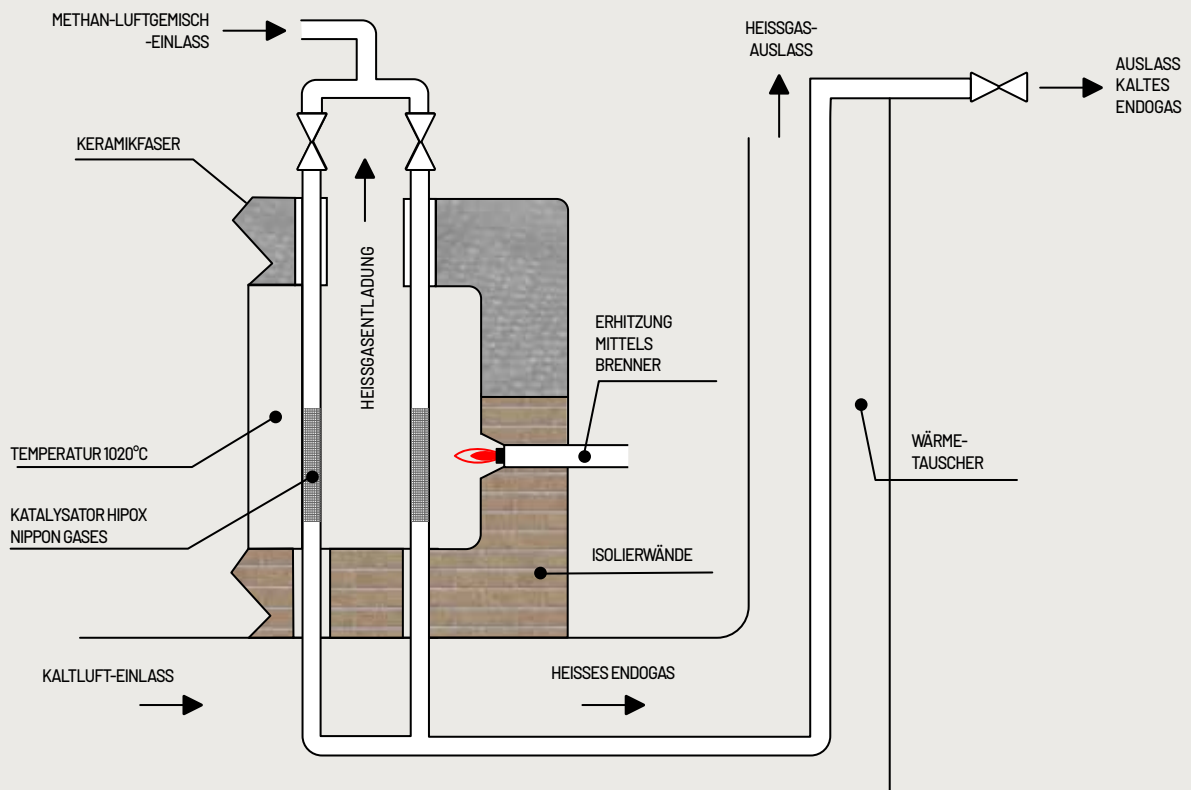 METHAN-LUFTGEMISCH
-EINLASS
HEISSGAS-
AUSLASS
AUSLASS
KALTES
ENDOGAS
KERAMIKFASER
HEISSGASENTLADUNG
ERHITZUNG
MITTELS
BRENNER
TEMPERATUR 1020°C
WÄRME-
TAUSCHER
KATALYSATOR HIPOX
NIPPON GASES
ISOLIERWÄNDE
KALTLUFT-EINLASS
HEISSES ENDOGAS